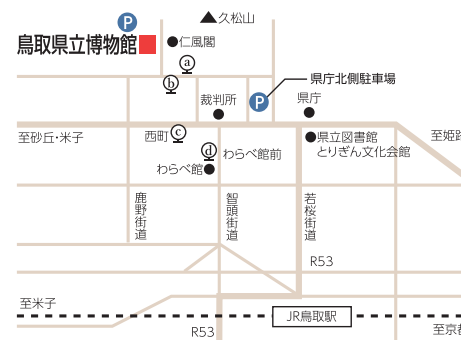 P
久松山
鳥取県立博物館
仁風閣
a
b
県庁北側駐車場
裁判所
P
県庁
至砂丘・米子
西町
c
県立図書館
至姫路
d
わらべ館前
とりぎん文化会館
わらべ館
鹿野街道
智頭街道
若桜街道
R53
至米子
JR鳥取駅
R53
至京都